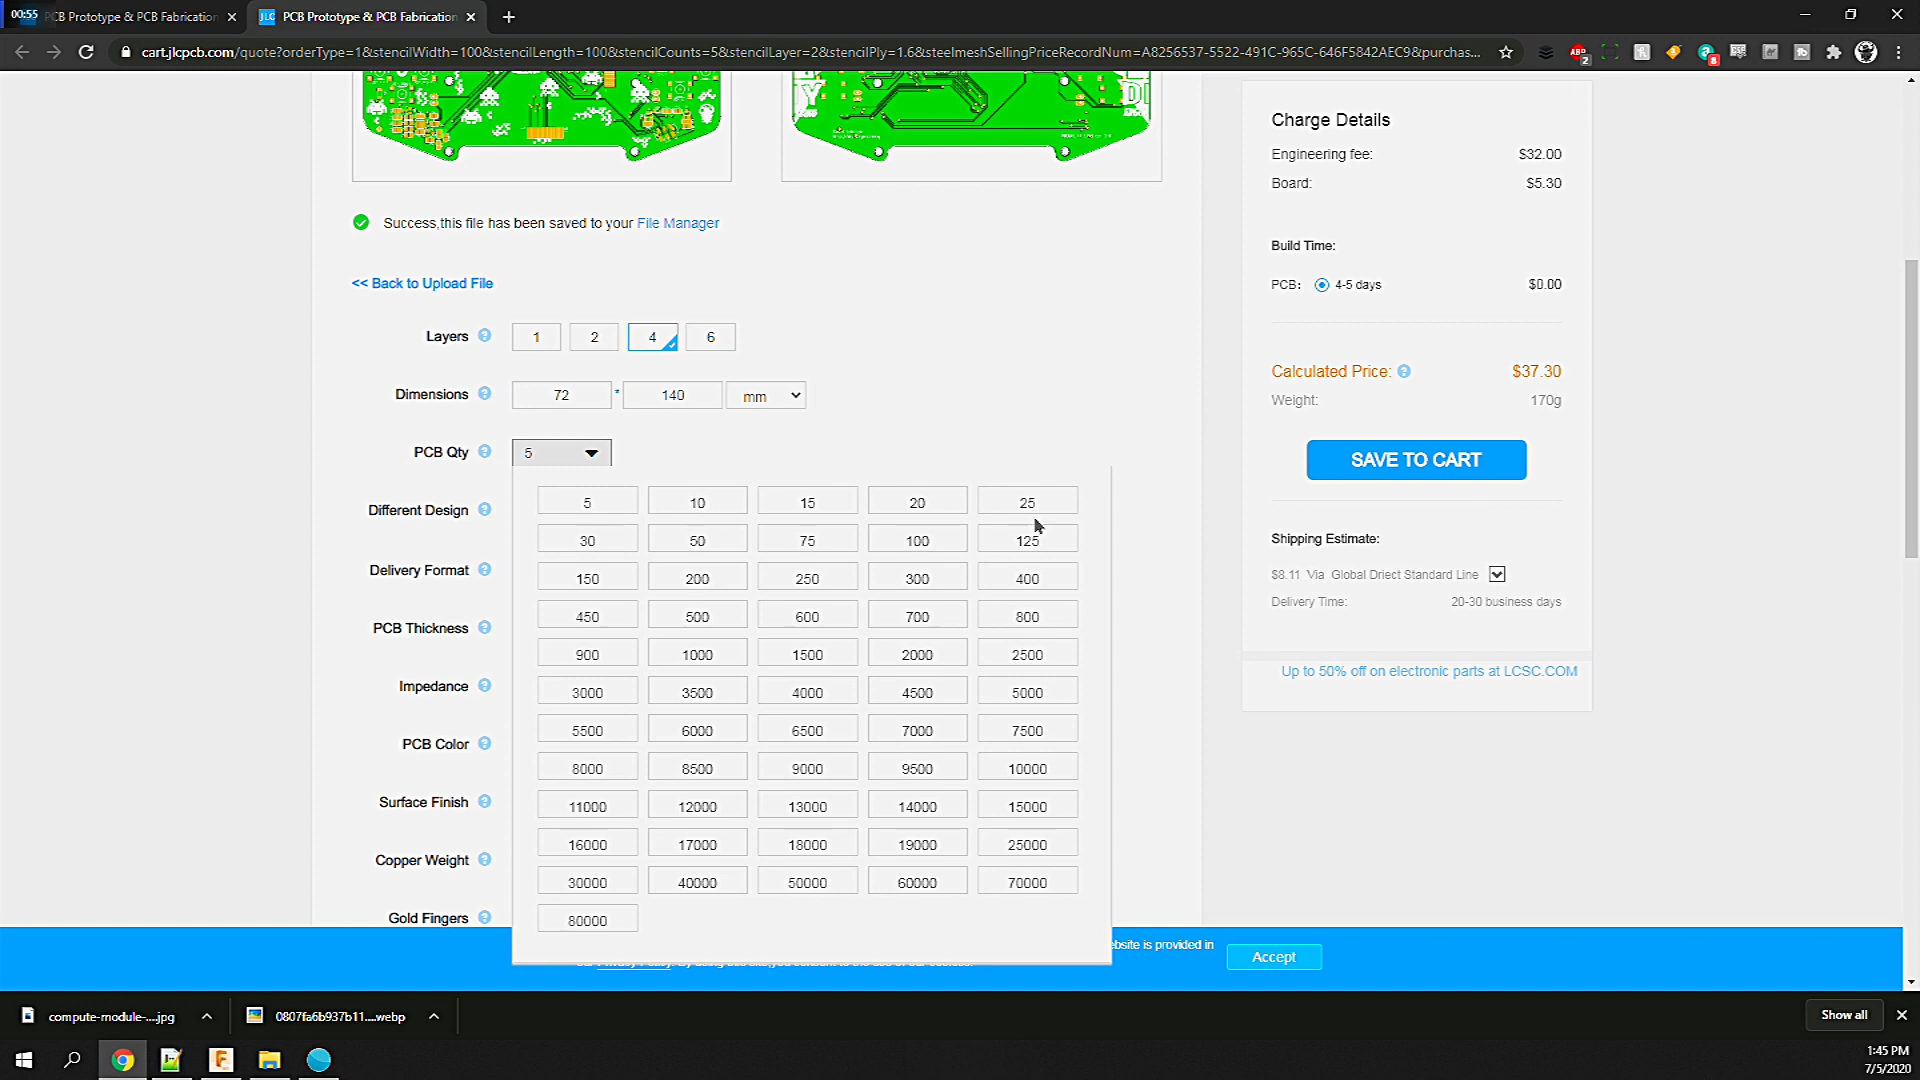 00:55
PCB Prototype & PCB Fabrication
JLC PCB Prototype & PCB Fabrication
cart.jlcpcb.com/quote?orderType=1&stencilWidth=100&stencilLength=100&stencilCounts=5&stencilLayer=2&stencilPly=1.6&steelmeshSellingPriceRecordNum=A8256537-5522-491C-965C-646F5842AEC9&purchas...
ABP 2
8
Success,this file has been saved to your File Manager
<< Back to Upload File
Layers 1 2 4 6
Dimensions 72 * 140 mm
PCB Qty 5
5 10 15 20 25
30 50 75 100 125
150 200 250 300 400
450 500 600 700 800
900 1000 1500 2000 2500
3000 3500 4000 4500 5000
5500 6000 6500 7000 7500
8000 8500 9000 9500 10000
11000 12000 13000 14000 15000
16000 17000 18000 19000 25000
30000 40000 50000 60000 70000
80000
Different Design
Delivery Format
PCB Thickness
Impedance
PCB Color
Surface Finish
Copper Weight
Gold Fingers
Charge Details
Engineering fee: $32.00
Board: $5.30
Build Time:
PCB: 4-5 days $0.00
Calculated Price: $37.30
Weight: 170g
SAVE TO CART
Shipping Estimate:
$8.11 Via Global Driect Standard Line
Delivery Time: 20-30 business days
Up to 50% off on electronic parts at LCSC.COM
ebsite is provided in
Accept
compute-module-....jpg
0807fa6b937b11....webp
Show all
1:45 PM
7/5/2020